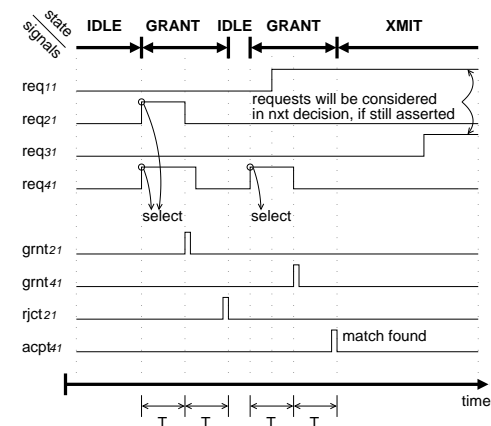 state
signals
IDLE GRANT IDLE GRANT XMIT
req11
requests will be considered
in nxt decision, if still asserted
req21
req31
req41
select select
grnt21
grnt41
rjct21
acpt41 match found
time
T T T T